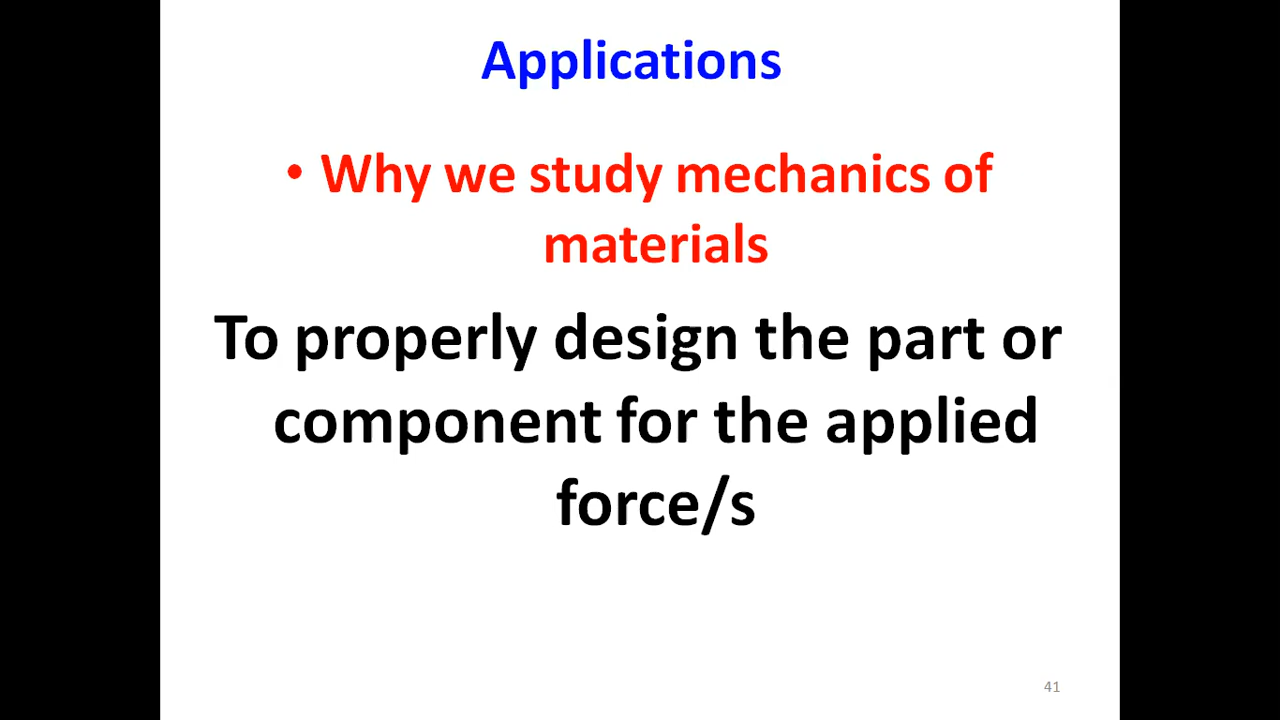 Applications
• Why we study mechanics of
materials
To properly design the part or
component for the applied
force/s
41